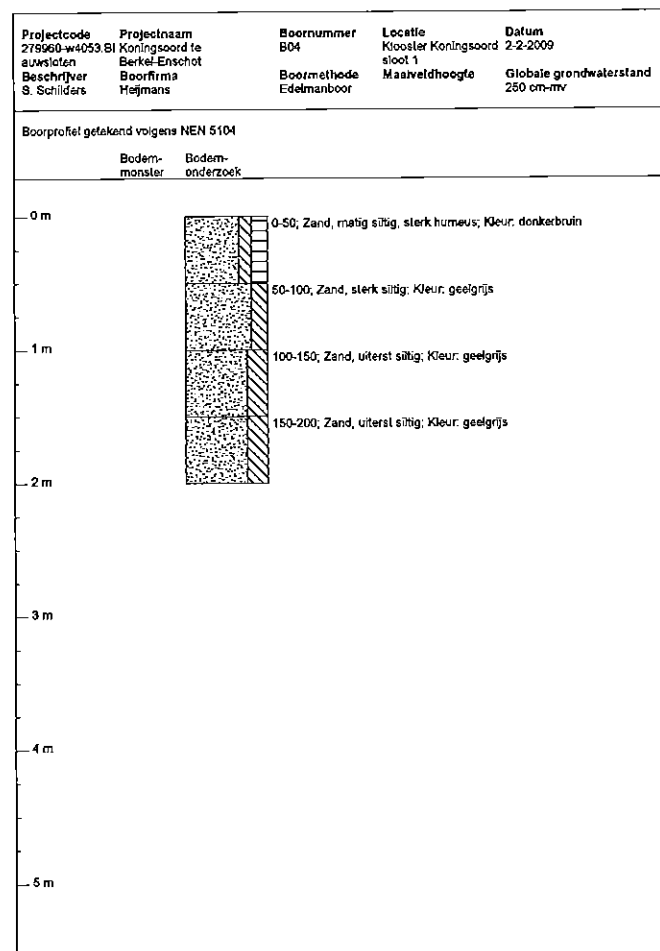 Projectcode Projectnaam Boornummer Locatie Datum
279960-w4053.Bl Koningsoord te B04 Klooster Koningsoord 2-2-2009
auwsloten Berkel-Enschot sloot 1
Beschrijver Boorfirma Boormethode Maaiveldhoogte Globale grondwaterstand
S. Schilders Heijmans Edelmanboor 250 cm-mv
Boorprofiel getekend volgens NEN 5104
Bodem- Bodem-
monster onderzoek
0 m
0-50; Zand, matig siltig, sterk humeus; Kleur: donkerbruin
50-100; Zand, sterk siltig; Kleur: geelgrijs
1 m
100-150; Zand, uiterst siltig; Kleur: geelgrijs
150-200; Zand, uiterst siltig; Kleur: geelgrijs
2 m
3 m
4 m
5 m